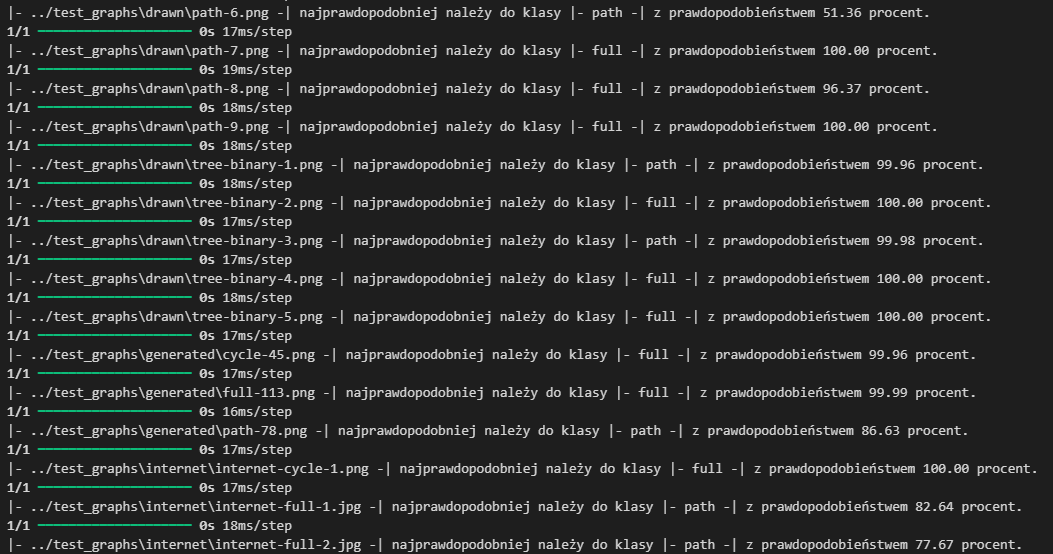 |- ../test_graphs\drawn\path-6.png -| najprawdopodobniej należy do klasy |- path -| z prawdopodobieństwem 51.36 procent.
1/1 ━━━━━━━━━━━━━━━━━━━━ 0s 17ms/step
|- ../test_graphs\drawn\path-7.png -| najprawdopodobniej należy do klasy |- full -| z prawdopodobieństwem 100.00 procent.
1/1 ━━━━━━━━━━━━━━━━━━━━ 0s 19ms/step
|- ../test_graphs\drawn\path-8.png -| najprawdopodobniej należy do klasy |- full -| z prawdopodobieństwem 96.37 procent.
1/1 ━━━━━━━━━━━━━━━━━━━━ 0s 18ms/step
|- ../test_graphs\drawn\path-9.png -| najprawdopodobniej należy do klasy |- full -| z prawdopodobieństwem 100.00 procent.
1/1 ━━━━━━━━━━━━━━━━━━━━ 0s 18ms/step
|- ../test_graphs\drawn\tree-binary-1.png -| najprawdopodobniej należy do klasy |- path -| z prawdopodobieństwem 99.96 procent.
1/1 ━━━━━━━━━━━━━━━━━━━━ 0s 18ms/step
|- ../test_graphs\drawn\tree-binary-2.png -| najprawdopodobniej należy do klasy |- full -| z prawdopodobieństwem 100.00 procent.
1/1 ━━━━━━━━━━━━━━━━━━━━ 0s 17ms/step
|- ../test_graphs\drawn\tree-binary-3.png -| najprawdopodobniej należy do klasy |- path -| z prawdopodobieństwem 99.98 procent.
1/1 ━━━━━━━━━━━━━━━━━━━━ 0s 17ms/step
|- ../test_graphs\drawn\tree-binary-4.png -| najprawdopodobniej należy do klasy |- full -| z prawdopodobieństwem 100.00 procent.
1/1 ━━━━━━━━━━━━━━━━━━━━ 0s 18ms/step
|- ../test_graphs\drawn\tree-binary-5.png -| najprawdopodobniej należy do klasy |- full -| z prawdopodobieństwem 100.00 procent.
1/1 ━━━━━━━━━━━━━━━━━━━━ 0s 17ms/step
|- ../test_graphs\generated\cycle-45.png -| najprawdopodobniej należy do klasy |- full -| z prawdopodobieństwem 99.96 procent.
1/1 ━━━━━━━━━━━━━━━━━━━━ 0s 17ms/step
|- ../test_graphs\generated\full-113.png -| najprawdopodobniej należy do klasy |- full -| z prawdopodobieństwem 99.99 procent.
1/1 ━━━━━━━━━━━━━━━━━━━━ 0s 16ms/step
|- ../test_graphs\generated\path-78.png -| najprawdopodobniej należy do klasy |- path -| z prawdopodobieństwem 86.63 procent.
1/1 ━━━━━━━━━━━━━━━━━━━━ 0s 17ms/step
|- ../test_graphs\internet\internet-cycle-1.png -| najprawdopodobniej należy do klasy |- full -| z prawdopodobieństwem 100.00 procent.
1/1 ━━━━━━━━━━━━━━━━━━━━ 0s 17ms/step
|- ../test_graphs\internet\internet-full-1.jpg -| najprawdopodobniej należy do klasy |- path -| z prawdopodobieństwem 82.64 procent.
1/1 ━━━━━━━━━━━━━━━━━━━━ 0s 18ms/step
|- ../test_graphs\internet\internet-full-2.jpg -| najprawdopodobniej należy do klasy |- path -| z prawdopodobieństwem 77.67 procent.